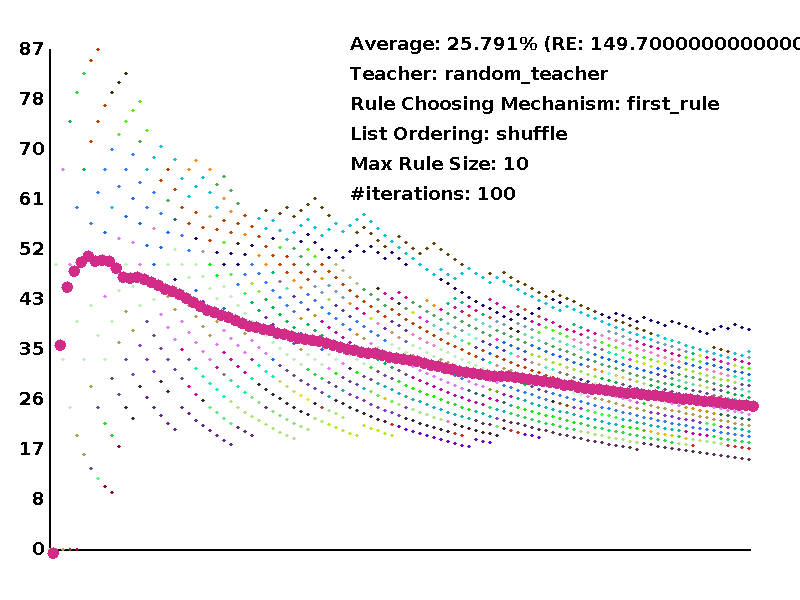 Average: 25.791% (RE: 149.7000000000000
Teacher: random_teacher
Rule Choosing Mechanism: first_rule
List Ordering: shuffle
Max Rule Size: 10
#iterations: 100
87
78
70
61
52
43
35
26
17
8
0